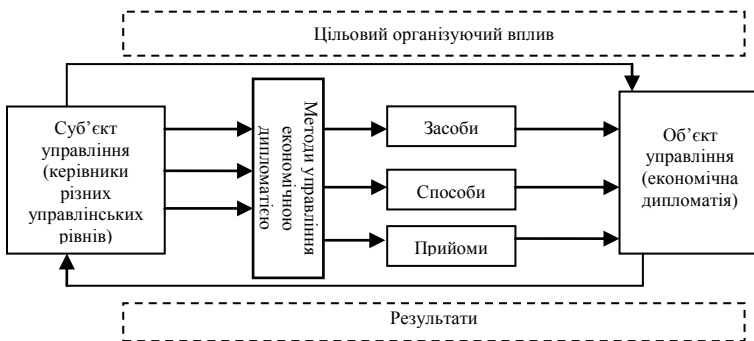 Цільовий організуючий вплив
Суб’єкт
управління
(керівники
різних
управлінських
рівнів)
Методи управління
економічною
дипломатією
Засоби
Способи
Прийоми
Об’єкт
управління
(економічна
дипломатія)
Результати